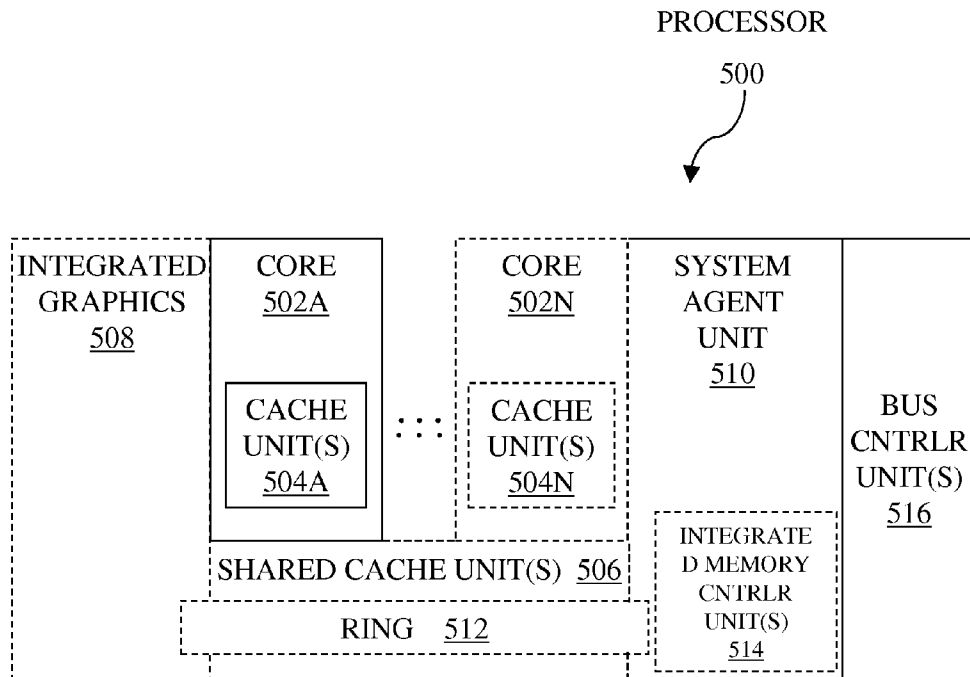 PROCESSOR
500
INTEGRATED
GRAPHICS
508
CORE
502A
CACHE
UNIT(S)
504A
CORE
502N
CACHE
UNIT(S)
504N
SYSTEM
AGENT
UNIT
510
BUS
CNTRLR
UNIT(S)
516
INTEGRATE
D MEMORY
CNTRLR
UNIT(S)
514
SHARED CACHE UNIT(S) 506
RING 512